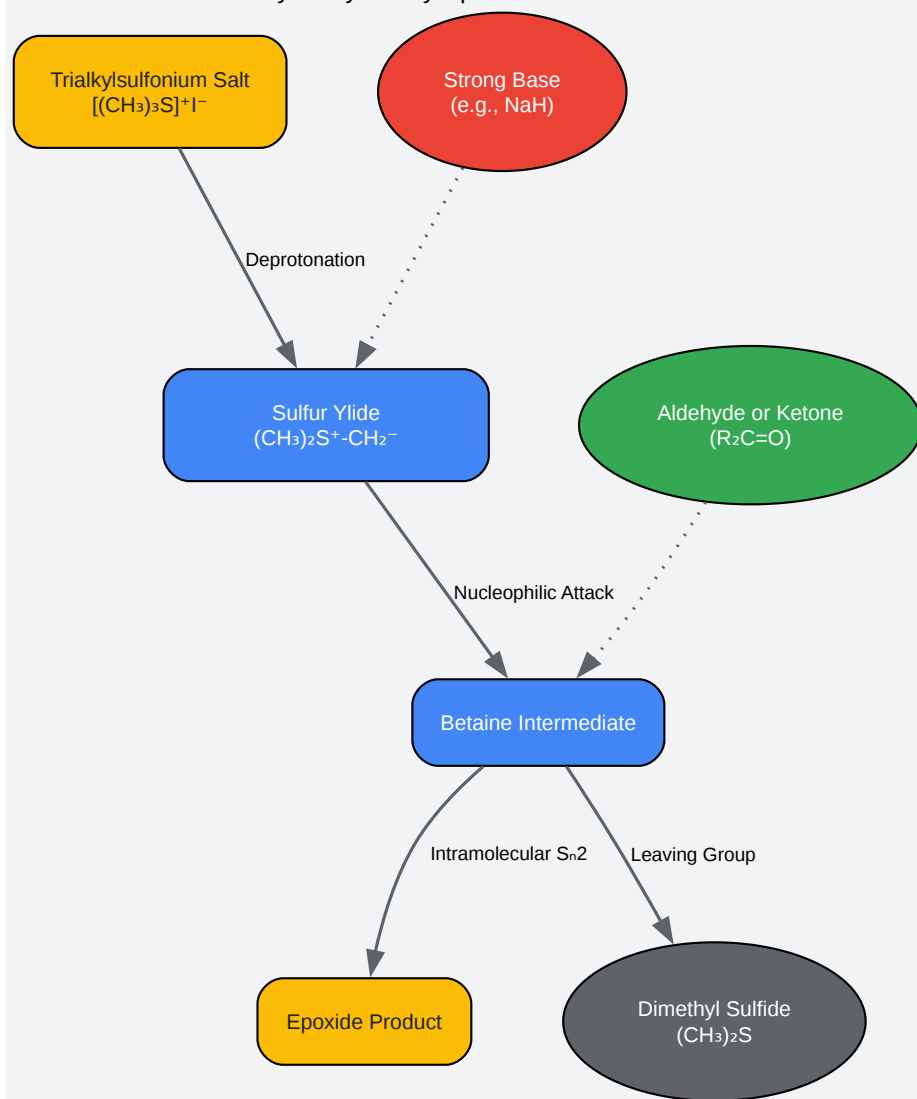 Trialkylsulfonium Salt
[(CH₃)₃S]⁺I⁻
Strong Base
(e.g., NaH)
Deprotonation
Sulfur Ylide
(CH₃)₂S⁺-CH₂⁻
Aldehyde or Ketone
(R₂C=O)
Nucleophilic Attack
Betaine Intermediate
Intramolecular Sₙ2
Leaving Group
Epoxide Product
Dimethyl Sulfide
(CH₃)₂S